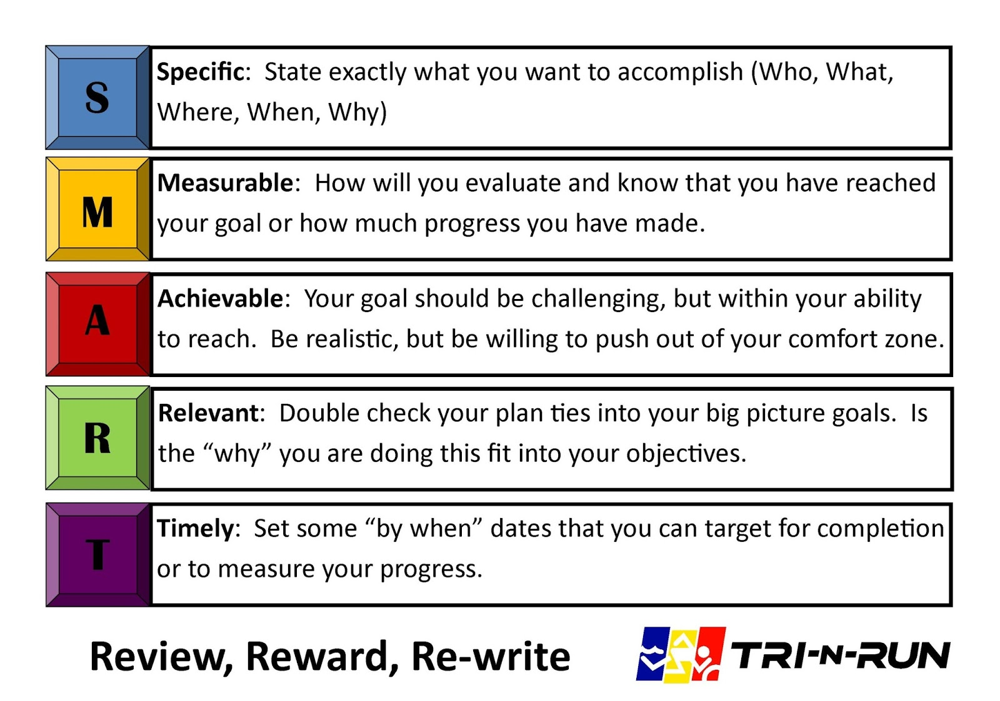 S
Specific:  State exactly what you want to accomplish (Who, What,
Where, When, Why)
M
Measurable:  How will you evaluate and know that you have reached
your goal or how much progress you have made.
A
Achievable:  Your goal should be challenging, but within your ability
to reach.  Be realistic, but be willing to push out of your comfort zone.
R
Relevant:  Double check your plan ties into your big picture goals.  Is
the “why” you are doing this fit into your objectives.
T
Timely:  Set some “by when” dates that you can target for completion
or to measure your progress.
Review, Reward, Re-write
TRI-N-RUN